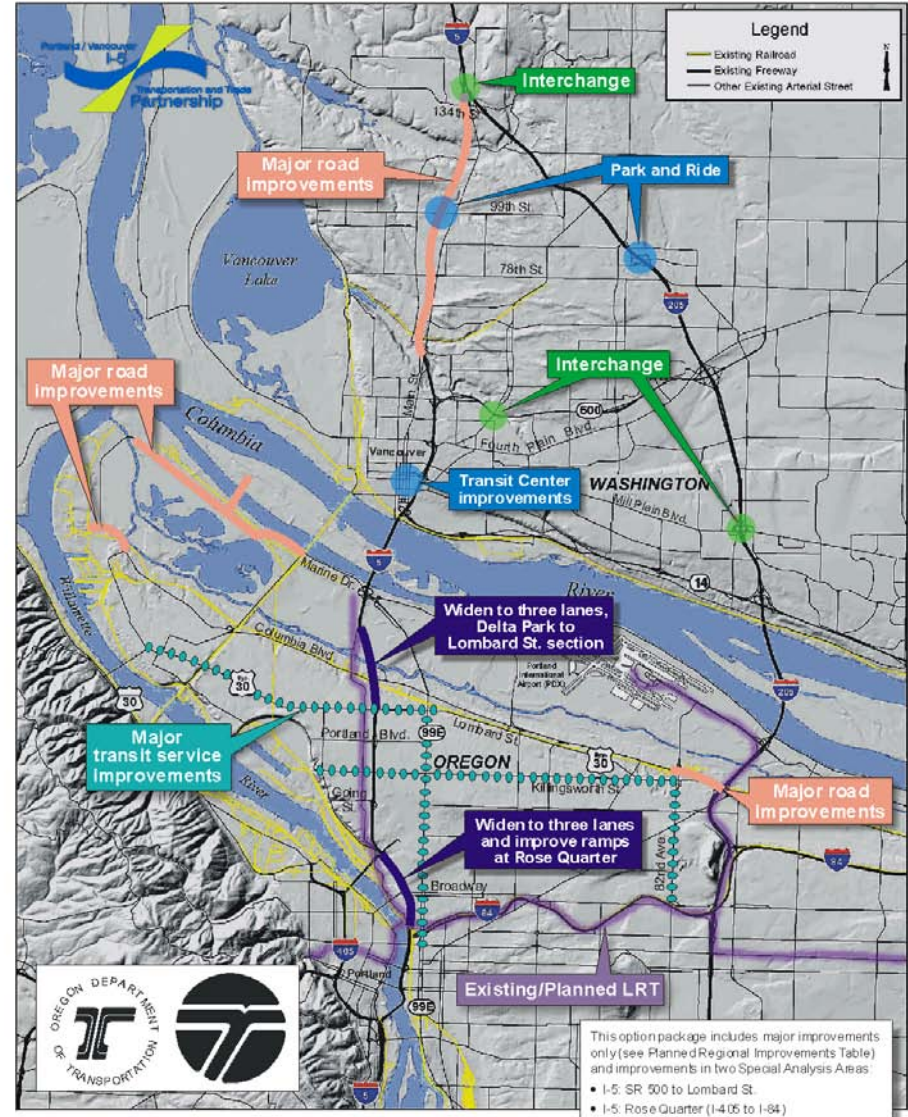 Portland / Vancouver
I-5
Transportation and Trade
Partnership
Legend
Existing Railroad
Existing Freeway
Other Existing Arterial Street
N
5
Interchange
134th St.
Major road
improvements
Park and Ride
99th St.
Vancouver
Lake
78th St.
205
Major road
improvements
Interchange
Main St.
500
Columbia
Fourth Plain Blvd.
Vancouver
Transit Center
improvements
WASHINGTON
Mill Plain Blvd.
5
14
Marine Dr.
River
Willamette
Columbia Blvd.
Widen to three lanes,
Delta Park to
Lombard St. section
Portland
International
Airport (PDX)
205
30
30
Major
transit service
improvements
Portland Blvd.
99E
Lombard St.
OREGON
30
Killingsworth St.
Major road
improvements
River
Going
St.
Widen to three lanes
and improve ramps
at Rose Quarter
82nd Ave
84
Broadway
84
405
Portland
99E
Existing/Planned LRT
OREGON DEPARTMENT
OF TRANSPORTATION
5
This option package includes major improvements
only (see Planned Regional Improvements Table)
and improvements in two Special Analysis Areas:
• I-5: SR 500 to Lombard St.
• I-5: Rose Quarter (I-405 to I-84)